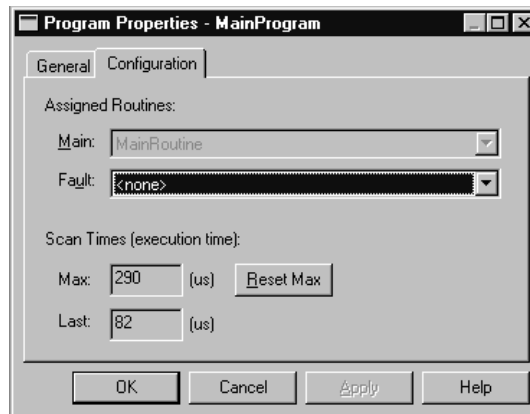 Program Properties - MainProgram
General Configuration
Assigned Routines:
Main: MainRoutine
Fault: <none>
Scan Times (execution time):
Max: 290 (us) Reset Max
Last: 82 (us)
OK Cancel Apply Help